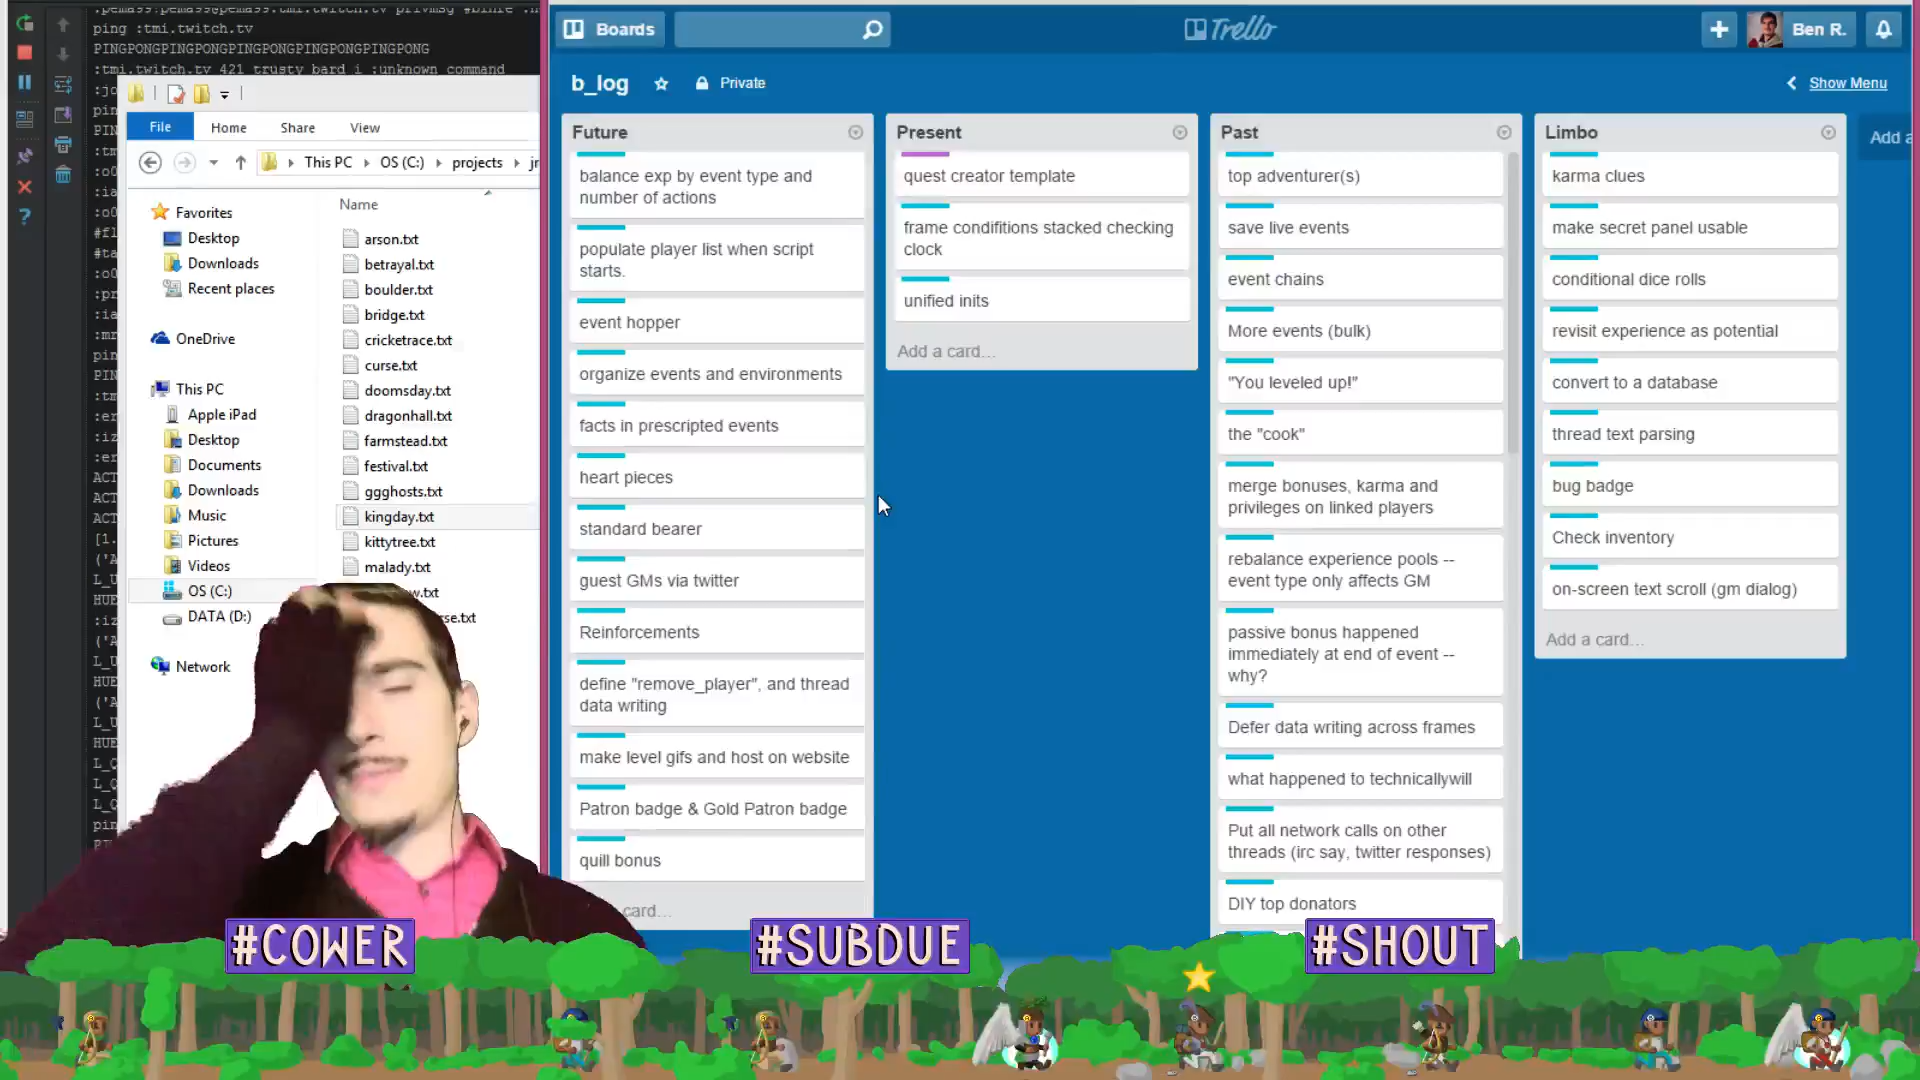 ping :tmi.twitch.tv
PINGPONGPINGPONGPINGPONGPINGPONGPINGPONG
:tmi.twitch.tv 421 trusty_bard i :unknown command
File
Home
Share
View
This PC
OS (C:)
projects
Name
Favorites
Desktop
Downloads
Recent places
OneDrive
This PC
Apple iPad
Desktop
Documents
Downloads
Music
Pictures
Videos
OS (C:)
DATA (D:)
Network
arson.txt
betrayal.txt
boulder.txt
bridge.txt
cricketrace.txt
curse.txt
doomsday.txt
dragonhall.txt
farmstead.txt
festival.txt
ggghosts.txt
kingday.txt
kittytree.txt
malady.txt
Boards
Trello
Ben R.
b_log
Private
Show Menu
Future
balance exp by event type and
number of actions
populate player list when script
starts.
event hopper
organize events and environments
facts in prescripted events
heart pieces
standard bearer
guest GMs via twitter
Reinforcements
define "remove_player", and thread
data writing
make level gifs and host on website
Patron badge & Gold Patron badge
quill bonus
card...
Present
quest creator template
frame condifitions stacked checking
clock
unified inits
Add a card...
Past
top adventurer(s)
save live events
event chains
More events (bulk)
"You leveled up!"
the "cook"
merge bonuses, karma and
privileges on linked players
rebalance experience pools --
event type only affects GM
passive bonus happened
immediately at end of event --
why?
Defer data writing across frames
what happened to technicallywill
Put all network calls on other
threads (irc say, twitter responses)
DIY top donators
Limbo
karma clues
make secret panel usable
conditional dice rolls
revisit experience as potential
convert to a database
thread text parsing
bug badge
Check inventory
on-screen text scroll (gm dialog)
Add a card...
Add a
#COWER
#SUBDUE
#SHOUT